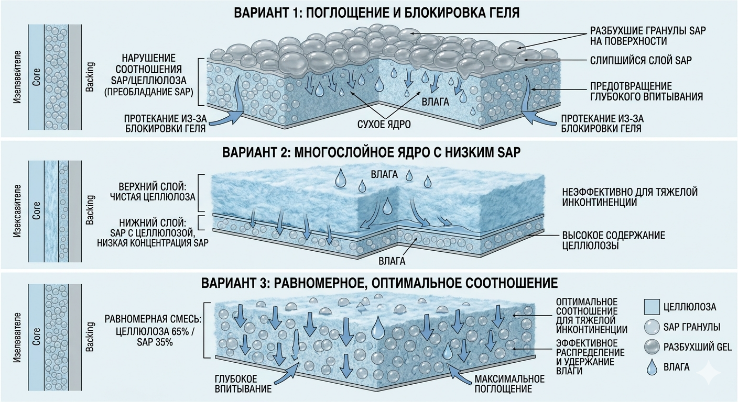 ВАРИАНТ 1: ПОГЛОЩЕНИЕ И БЛОКИРОВКА ГЕЛЯ
Core
Backing
НАРУШЕНИЕ
СООТНОШЕНИЯ
SAP/ЦЕЛЛЮЛОЗА
(ПРЕОБЛАДАНИЕ SAP)
ПРОТЕКАНИЕ ИЗ-ЗА
БЛОКИРОВКИ ГЕЛЯ
СУХОЕ ЯДРО
ВЛАГА
РАЗБУХШИЕ ГРАНУЛЫ SAP
НА ПОВЕРХНОСТИ
СЛИПШИЙСЯ СЛОЙ SAP
ПРЕДОТВРАЩЕНИЕ
ГЛУБОКОГО ВПИТЫВАНИЯ
ПРОТЕКАНИЕ ИЗ-ЗА
БЛОКИРОВКИ ГЕЛЯ
ВАРИАНТ 2: МНОГОСЛОЙНОЕ ЯДРО С НИЗКИМ SAP
Core
Backing
ВЕРХНИЙ СЛОЙ:
ЧИСТАЯ ЦЕЛЛЮЛОЗА
НИЖНИЙ СЛОЙ:
SAP С ЦЕЛЛЮЛОЗОЙ,
НИЗКАЯ КОНЦЕНТРАЦИЯ SAP
ВЛАГА
ВЛАГА
НЕЭФФЕКТИВНО ДЛЯ ТЯЖЕЛОЙ
ИНКОНТИНЕНЦИИ
ВЫСОКОЕ СОДЕРЖАНИЕ
ЦЕЛЛЮЛОЗЫ
ВАРИАНТ 3: РАВНОМЕРНОЕ, ОПТИМАЛЬНОЕ СООТНОШЕНИЕ
Core
Backing
РАВНОМЕРНАЯ СМЕСЬ:
ЦЕЛЛЮЛОЗА 65% /
SAP 35%
ГЛУБОКОЕ
ВПИТЫВАНИЕ
МАКСИМАЛЬНОЕ
ПОГЛОЩЕНИЕ
ОПТИМАЛЬНОЕ
СООТНОШЕНИЕ
ДЛЯ ТЯЖЕЛОЙ
ИНКОНТИНЕНЦИИ
ЭФФЕКТИВНОЕ
РАСПРЕДЕЛЕНИЕ
И УДЕРЖАНИЕ
ВЛАГИ
ЦЕЛЛЮЛОЗА
SAP ГРАНУЛЫ
РАЗБУХШИЙ GEL
ВЛАГА